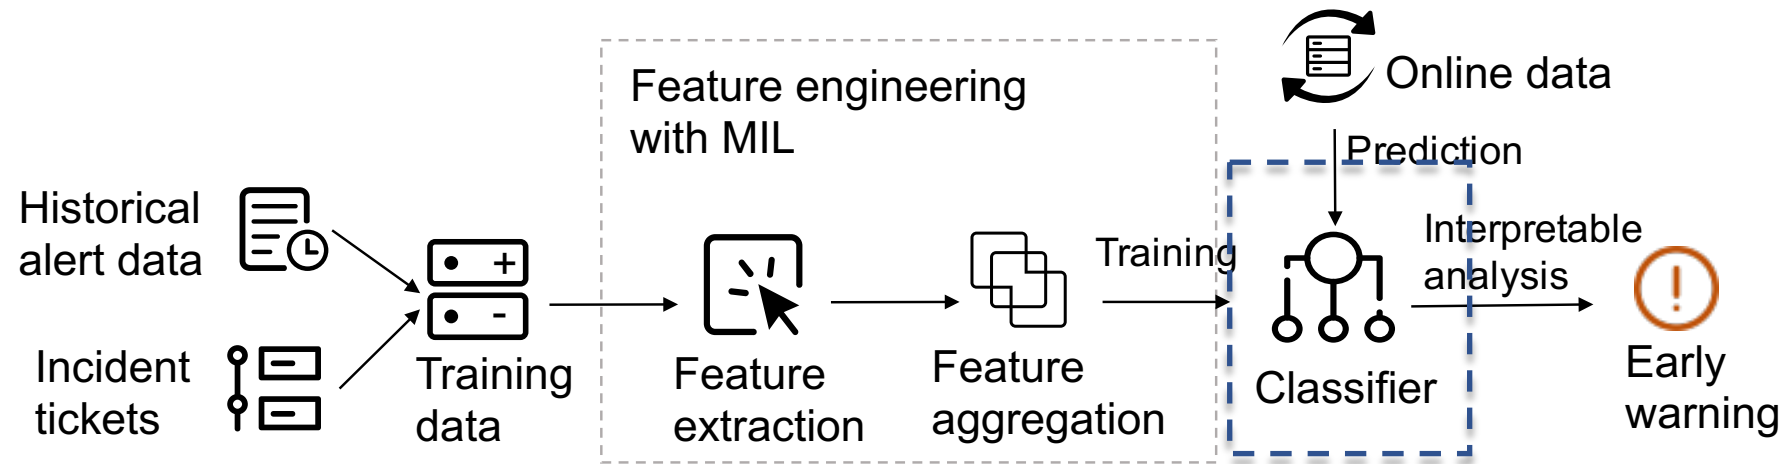 Feature engineering
with MIL
Online data
Prediction
Historical
alert data
Training
Interpretable
analysis
+
-
Incident
tickets
Training
data
Feature
extraction
Feature
aggregation
Classifier
!
Early
warning